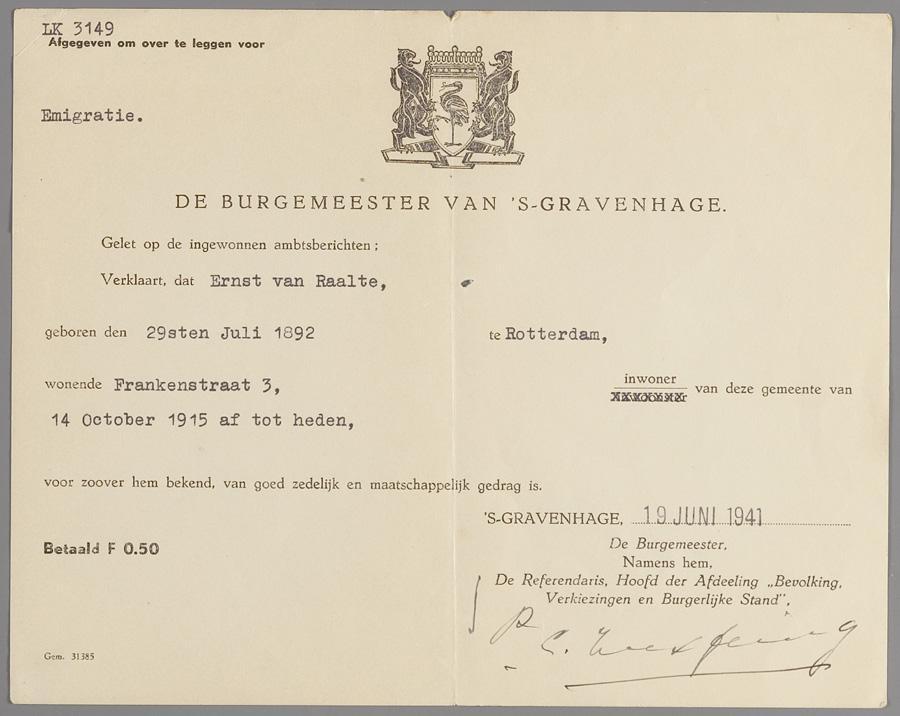 LK 3149
Afgegeven om over te leggen voor
Emigratie.
DE BURGEMEESTER VAN 'S-GRAVENHAGE.
Gelet op de ingewonnen ambtsberichten;
Verklaart, dat Ernst van Raalte,
geboren den 29sten Juli 1892 te Rotterdam,
wonende Frankenstraat 3, inwoner van deze gemeente van
14 October 1915 af tot heden,
voor zoover hem bekend, van goed zedelijk en maatschappelijk gedrag is.
'S-GRAVENHAGE, 19 JUNI 1941
Betaald F 0.50
De Burgemeester,
Namens hem,
De Referendaris, Hoofd der Afdeeling „Bevolking,
Verkiezingen en Burgerlijke Stand",
Gem. 31385